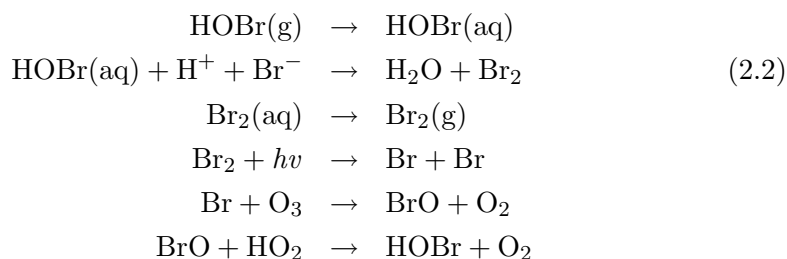 HOBr(g) → HOBr(aq)
HOBr(aq) + H⁺ + Br⁻ → H₂O + Br₂ (2.2)
Br₂(aq) → Br₂(g)
Br₂ + hv → Br + Br
Br + O₃ → BrO + O₂
BrO + HO₂ → HOBr + O₂